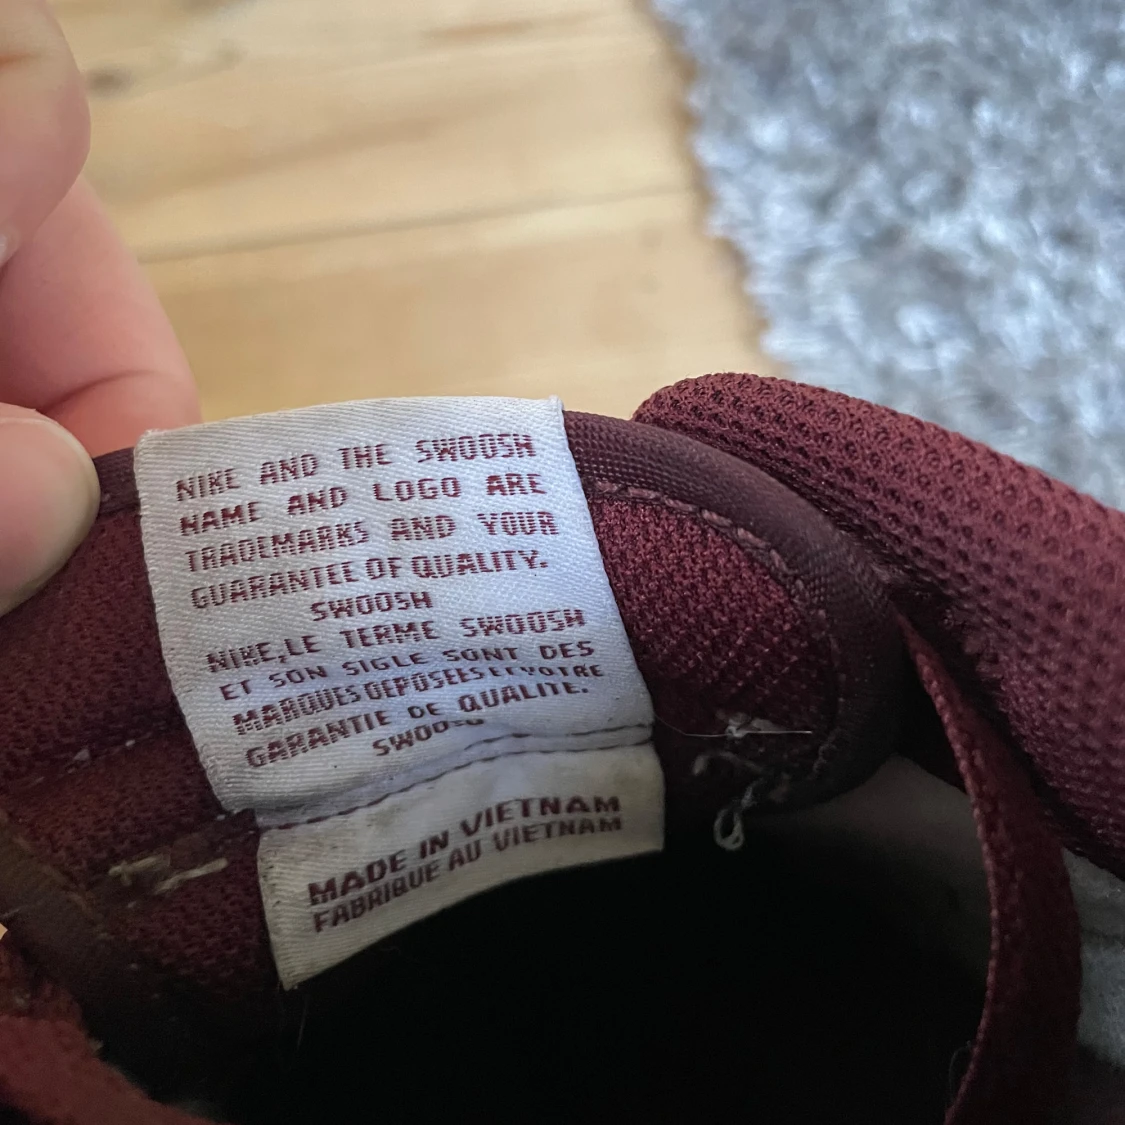 NIKE AND THE SWOOSH
NAME AND LOGO ARE
TRADEMARKS AND YOUR
GUARANTEE OF QUALITY.
SWOOSH
NIKE,LE TERME SWOOSH
ET SON SIGLE SONT DES
MARQUES DEPOSEES ET VOTRE
GARANTIE DE QUALITE.
SWOOSH
MADE IN VIETNAM
FABRIQUE AU VIETNAM